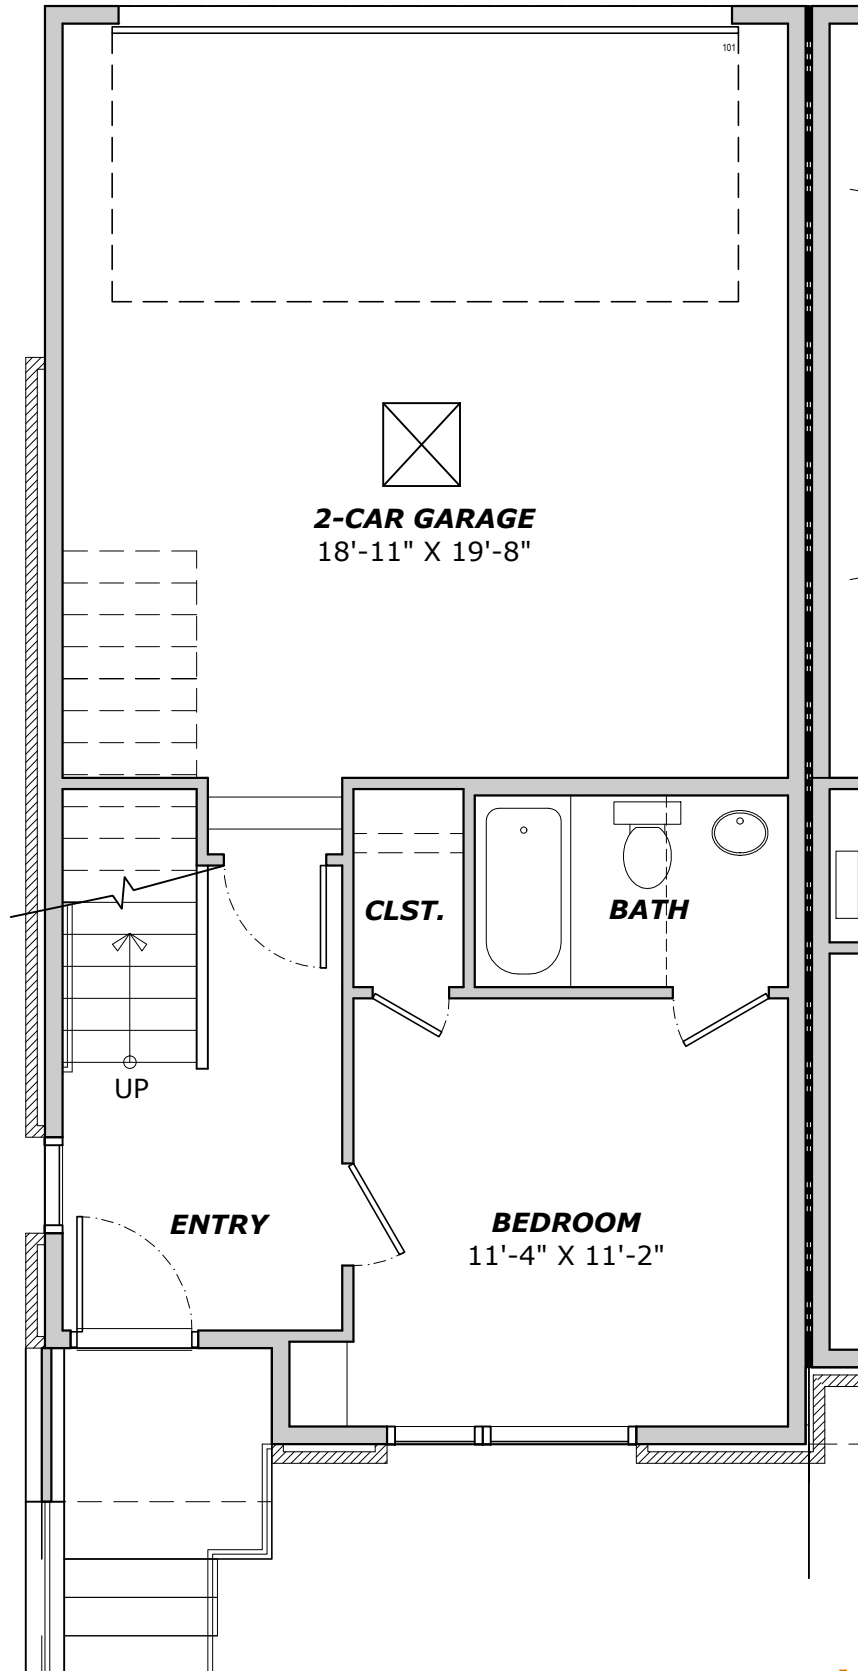 101
2-CAR GARAGE
18'-11" X 19'-8"
CLST.
BATH
UP
ENTRY
BEDROOM
11'-4" X 11'-2"